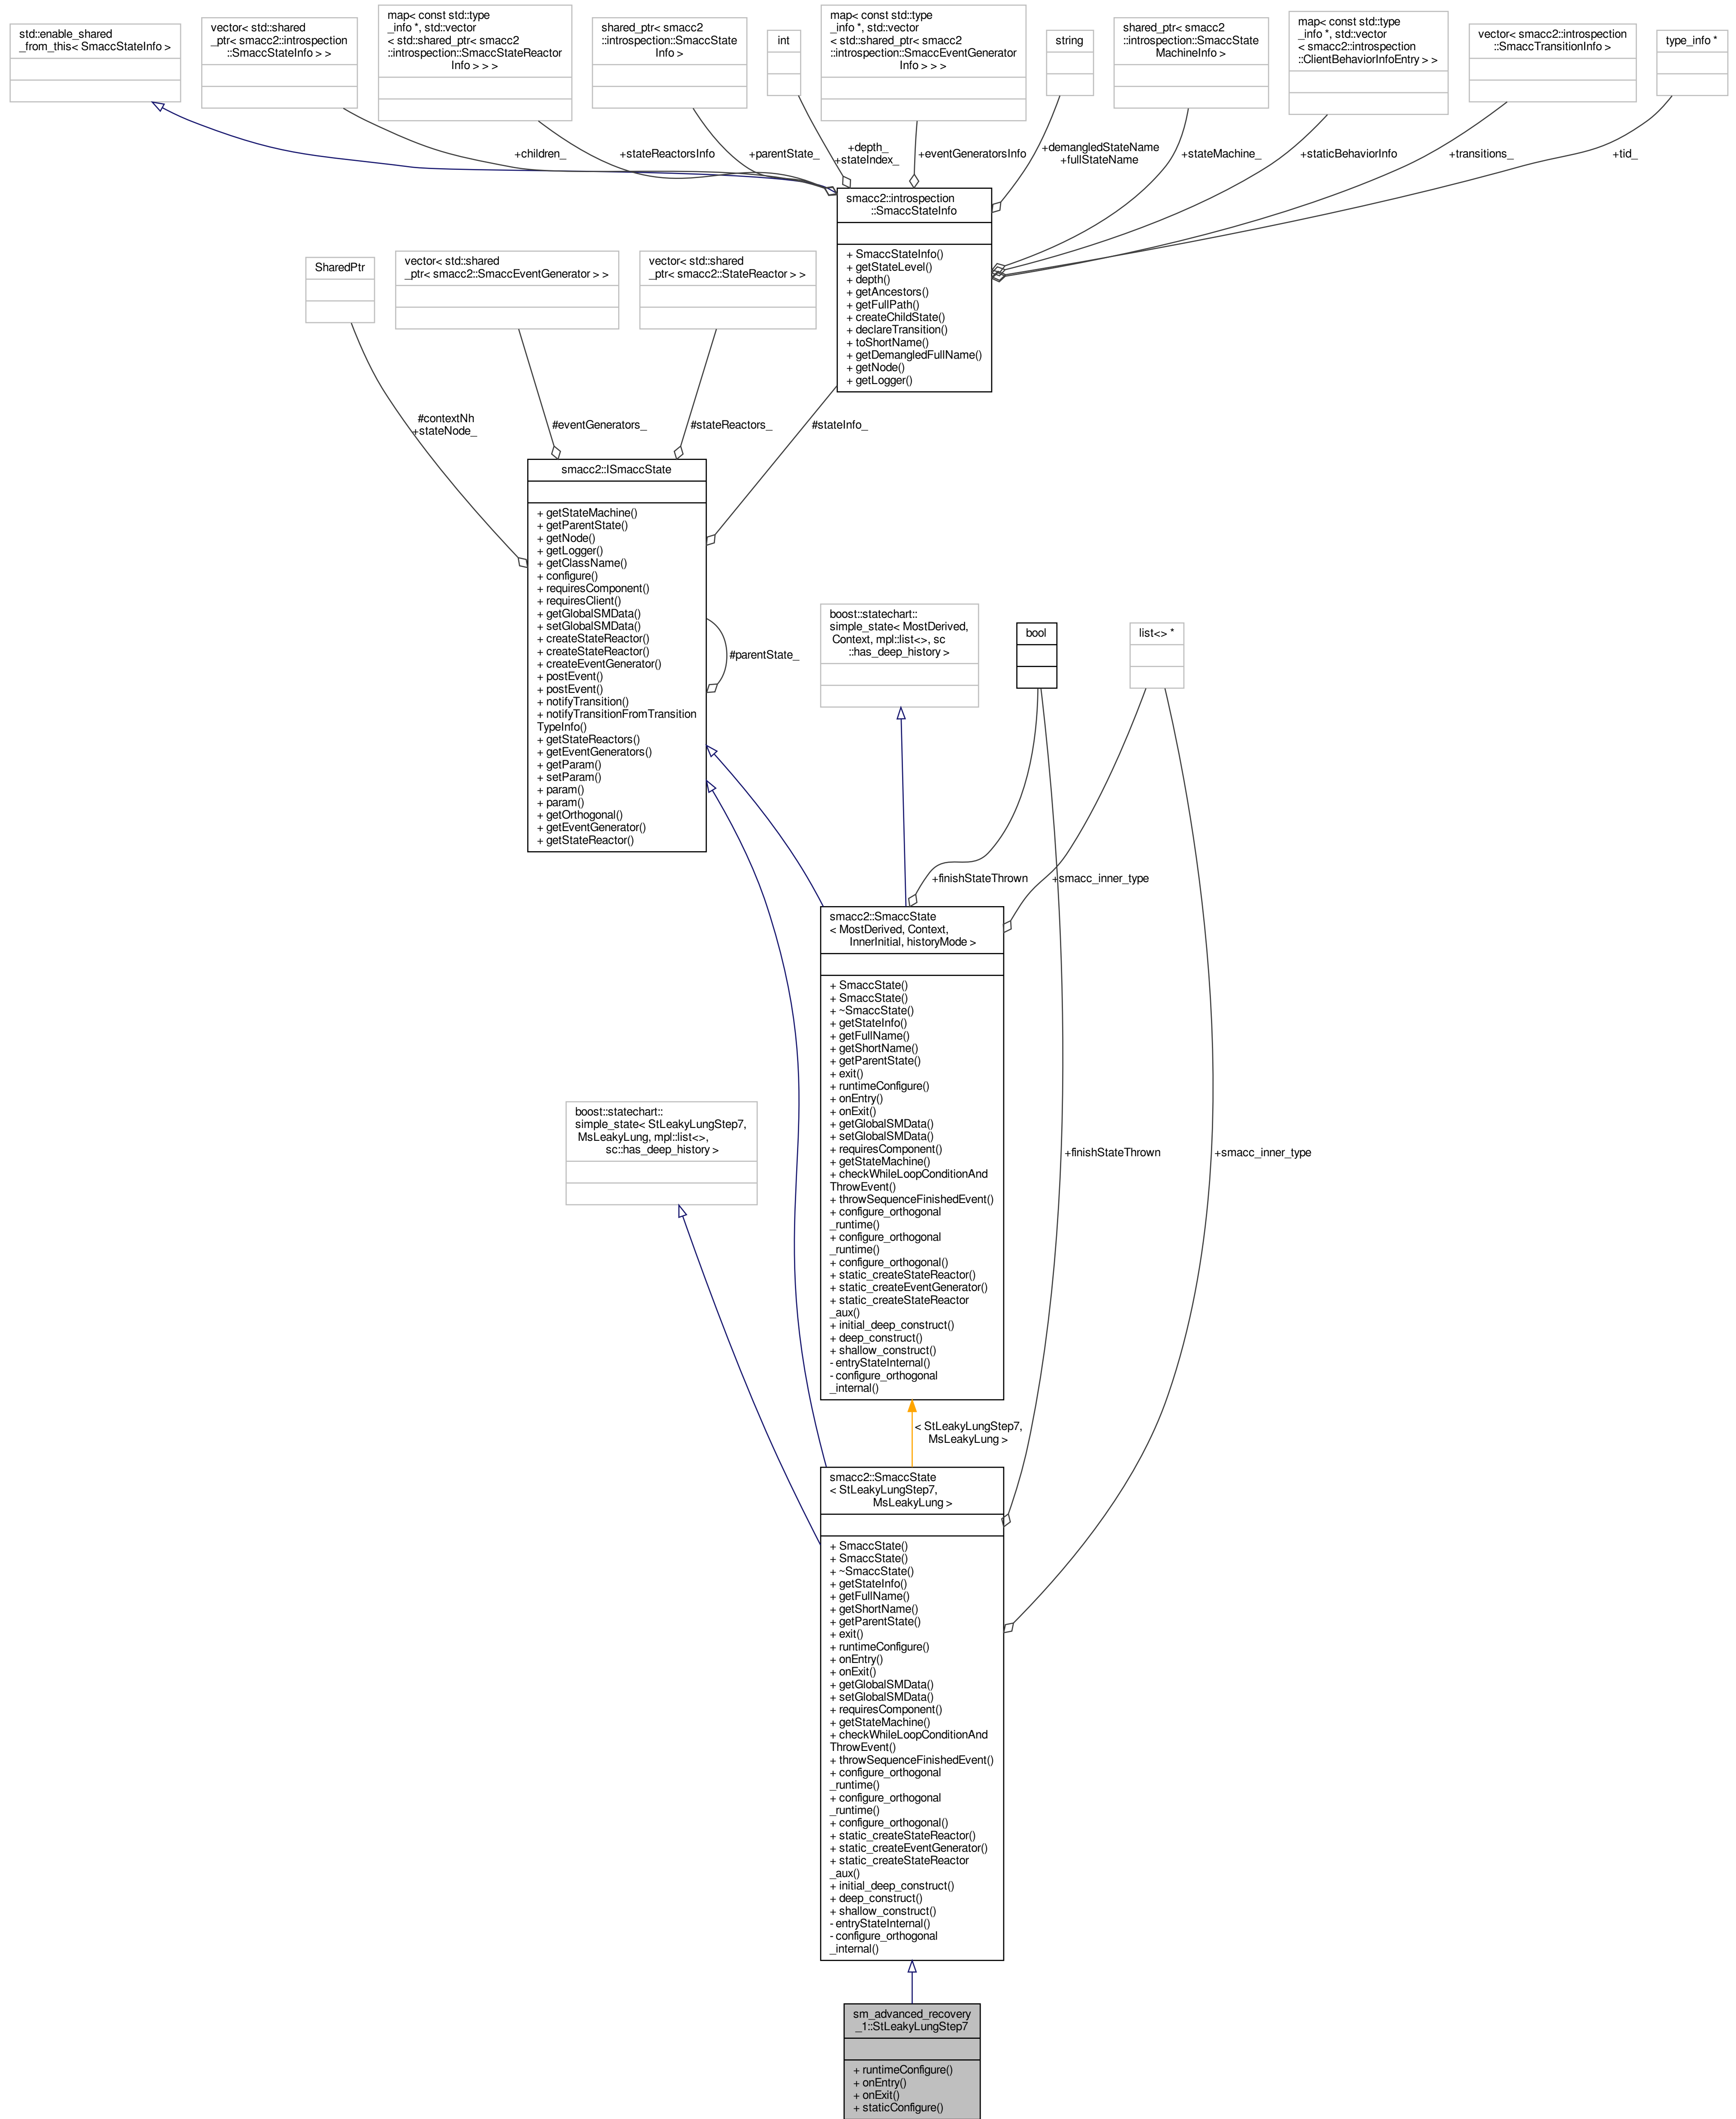 std::enable_shared
_from_this< SmaccStateInfo >
vector< std::shared
_ptr< smacc2::introspection
::SmaccStateInfo > >
map< const std::type
_info *, std::vector
< std::shared_ptr< smacc2
::introspection::SmaccStateReactor
Info > > >
shared_ptr< smacc2
::introspection::SmaccState
Info >
int
map< const std::type
_info *, std::vector
< std::shared_ptr< smacc2
::introspection::SmaccEventGenerator
Info > > >
string
shared_ptr< smacc2
::introspection::SmaccState
MachineInfo >
map< const std::type
_info *, std::vector
< smacc2::introspection
::ClientBehaviorInfoEntry > >
vector< smacc2::introspection
::SmaccTransitionInfo >
type_info *
+children_
+stateReactorsInfo
+parentState_
+depth_
+stateIndex_
+eventGeneratorsInfo
+demangledStateName
+fullStateName
+stateMachine_
+staticBehaviorInfo
+transitions_
+tid_
smacc2::introspection
::SmaccStateInfo
+ SmaccStateInfo()
+ getStateLevel()
+ depth()
+ getAncestors()
+ getFullPath()
+ createChildState()
+ declareTransition()
+ toShortName()
+ getDemangledFullName()
+ getNode()
+ getLogger()
SharedPtr
vector< std::shared
_ptr< smacc2::SmaccEventGenerator > >
vector< std::shared
_ptr< smacc2::StateReactor > >
#contextNh
+stateNode_
#eventGenerators_
#stateReactors_
#stateInfo_
smacc2::ISmaccState
+ getStateMachine()
+ getParentState()
+ getNode()
+ getLogger()
+ getClassName()
+ configure()
+ requiresComponent()
+ requiresClient()
+ getGlobalSMData()
+ setGlobalSMData()
+ createStateReactor()
+ createStateReactor()
+ createEventGenerator()
+ postEvent()
+ postEvent()
+ notifyTransition()
+ notifyTransitionFromTransition
TypeInfo()
+ getStateReactors()
+ getEventGenerators()
+ getParam()
+ setParam()
+ param()
+ param()
+ getOrthogonal()
+ getEventGenerator()
+ getStateReactor()
#parentState_
boost::statechart::
simple_state< MostDerived,
Context, mpl::list<>, sc
::has_deep_history >
bool
list<> *
+finishStateThrown
+smacc_inner_type
smacc2::SmaccState
< MostDerived, Context,
InnerInitial, historyMode >
+ SmaccState()
+ SmaccState()
+ ~SmaccState()
+ getStateInfo()
+ getFullName()
+ getShortName()
+ getParentState()
+ exit()
+ runtimeConfigure()
+ onEntry()
+ onExit()
+ getGlobalSMData()
+ setGlobalSMData()
+ requiresComponent()
+ getStateMachine()
+ checkWhileLoopConditionAnd
ThrowEvent()
+ throwSequenceFinishedEvent()
+ configure_orthogonal
_runtime()
+ configure_orthogonal
_runtime()
+ configure_orthogonal()
+ static_createStateReactor()
+ static_createEventGenerator()
+ static_createStateReactor
_aux()
+ initial_deep_construct()
+ deep_construct()
+ shallow_construct()
- entryStateInternal()
- configure_orthogonal
_internal()
boost::statechart::
simple_state< StLeakyLungStep7,
MsLeakyLung, mpl::list<>,
sc::has_deep_history >
+finishStateThrown
+smacc_inner_type
< StLeakyLungStep7,
MsLeakyLung >
smacc2::SmaccState
< StLeakyLungStep7,
MsLeakyLung >
+ SmaccState()
+ SmaccState()
+ ~SmaccState()
+ getStateInfo()
+ getFullName()
+ getShortName()
+ getParentState()
+ exit()
+ runtimeConfigure()
+ onEntry()
+ onExit()
+ getGlobalSMData()
+ setGlobalSMData()
+ requiresComponent()
+ getStateMachine()
+ checkWhileLoopConditionAnd
ThrowEvent()
+ throwSequenceFinishedEvent()
+ configure_orthogonal
_runtime()
+ configure_orthogonal
_runtime()
+ configure_orthogonal()
+ static_createStateReactor()
+ static_createEventGenerator()
+ static_createStateReactor
_aux()
+ initial_deep_construct()
+ deep_construct()
+ shallow_construct()
- entryStateInternal()
- configure_orthogonal
_internal()
sm_advanced_recovery
_1::StLeakyLungStep7
+ runtimeConfigure()
+ onEntry()
+ onExit()
+ staticConfigure()